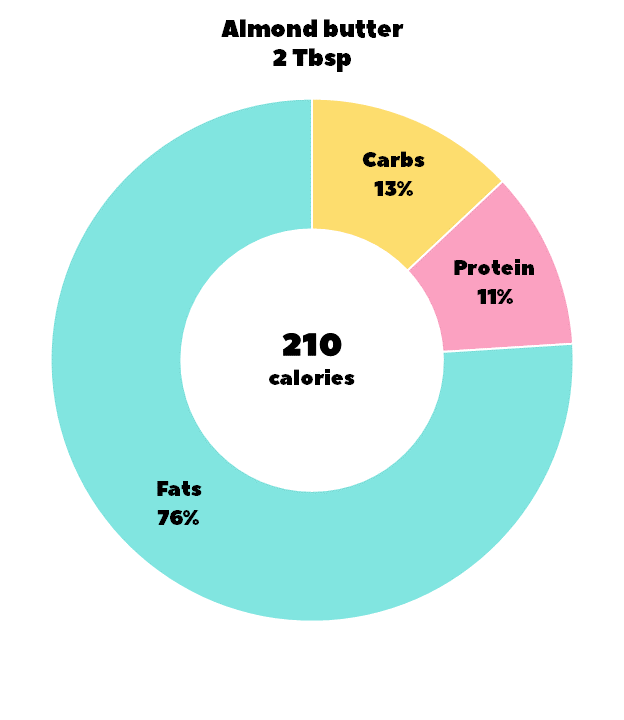 Almond butter
2 Tbsp
Carbs
13%
Protein
11%
210
calories
Fats
76%